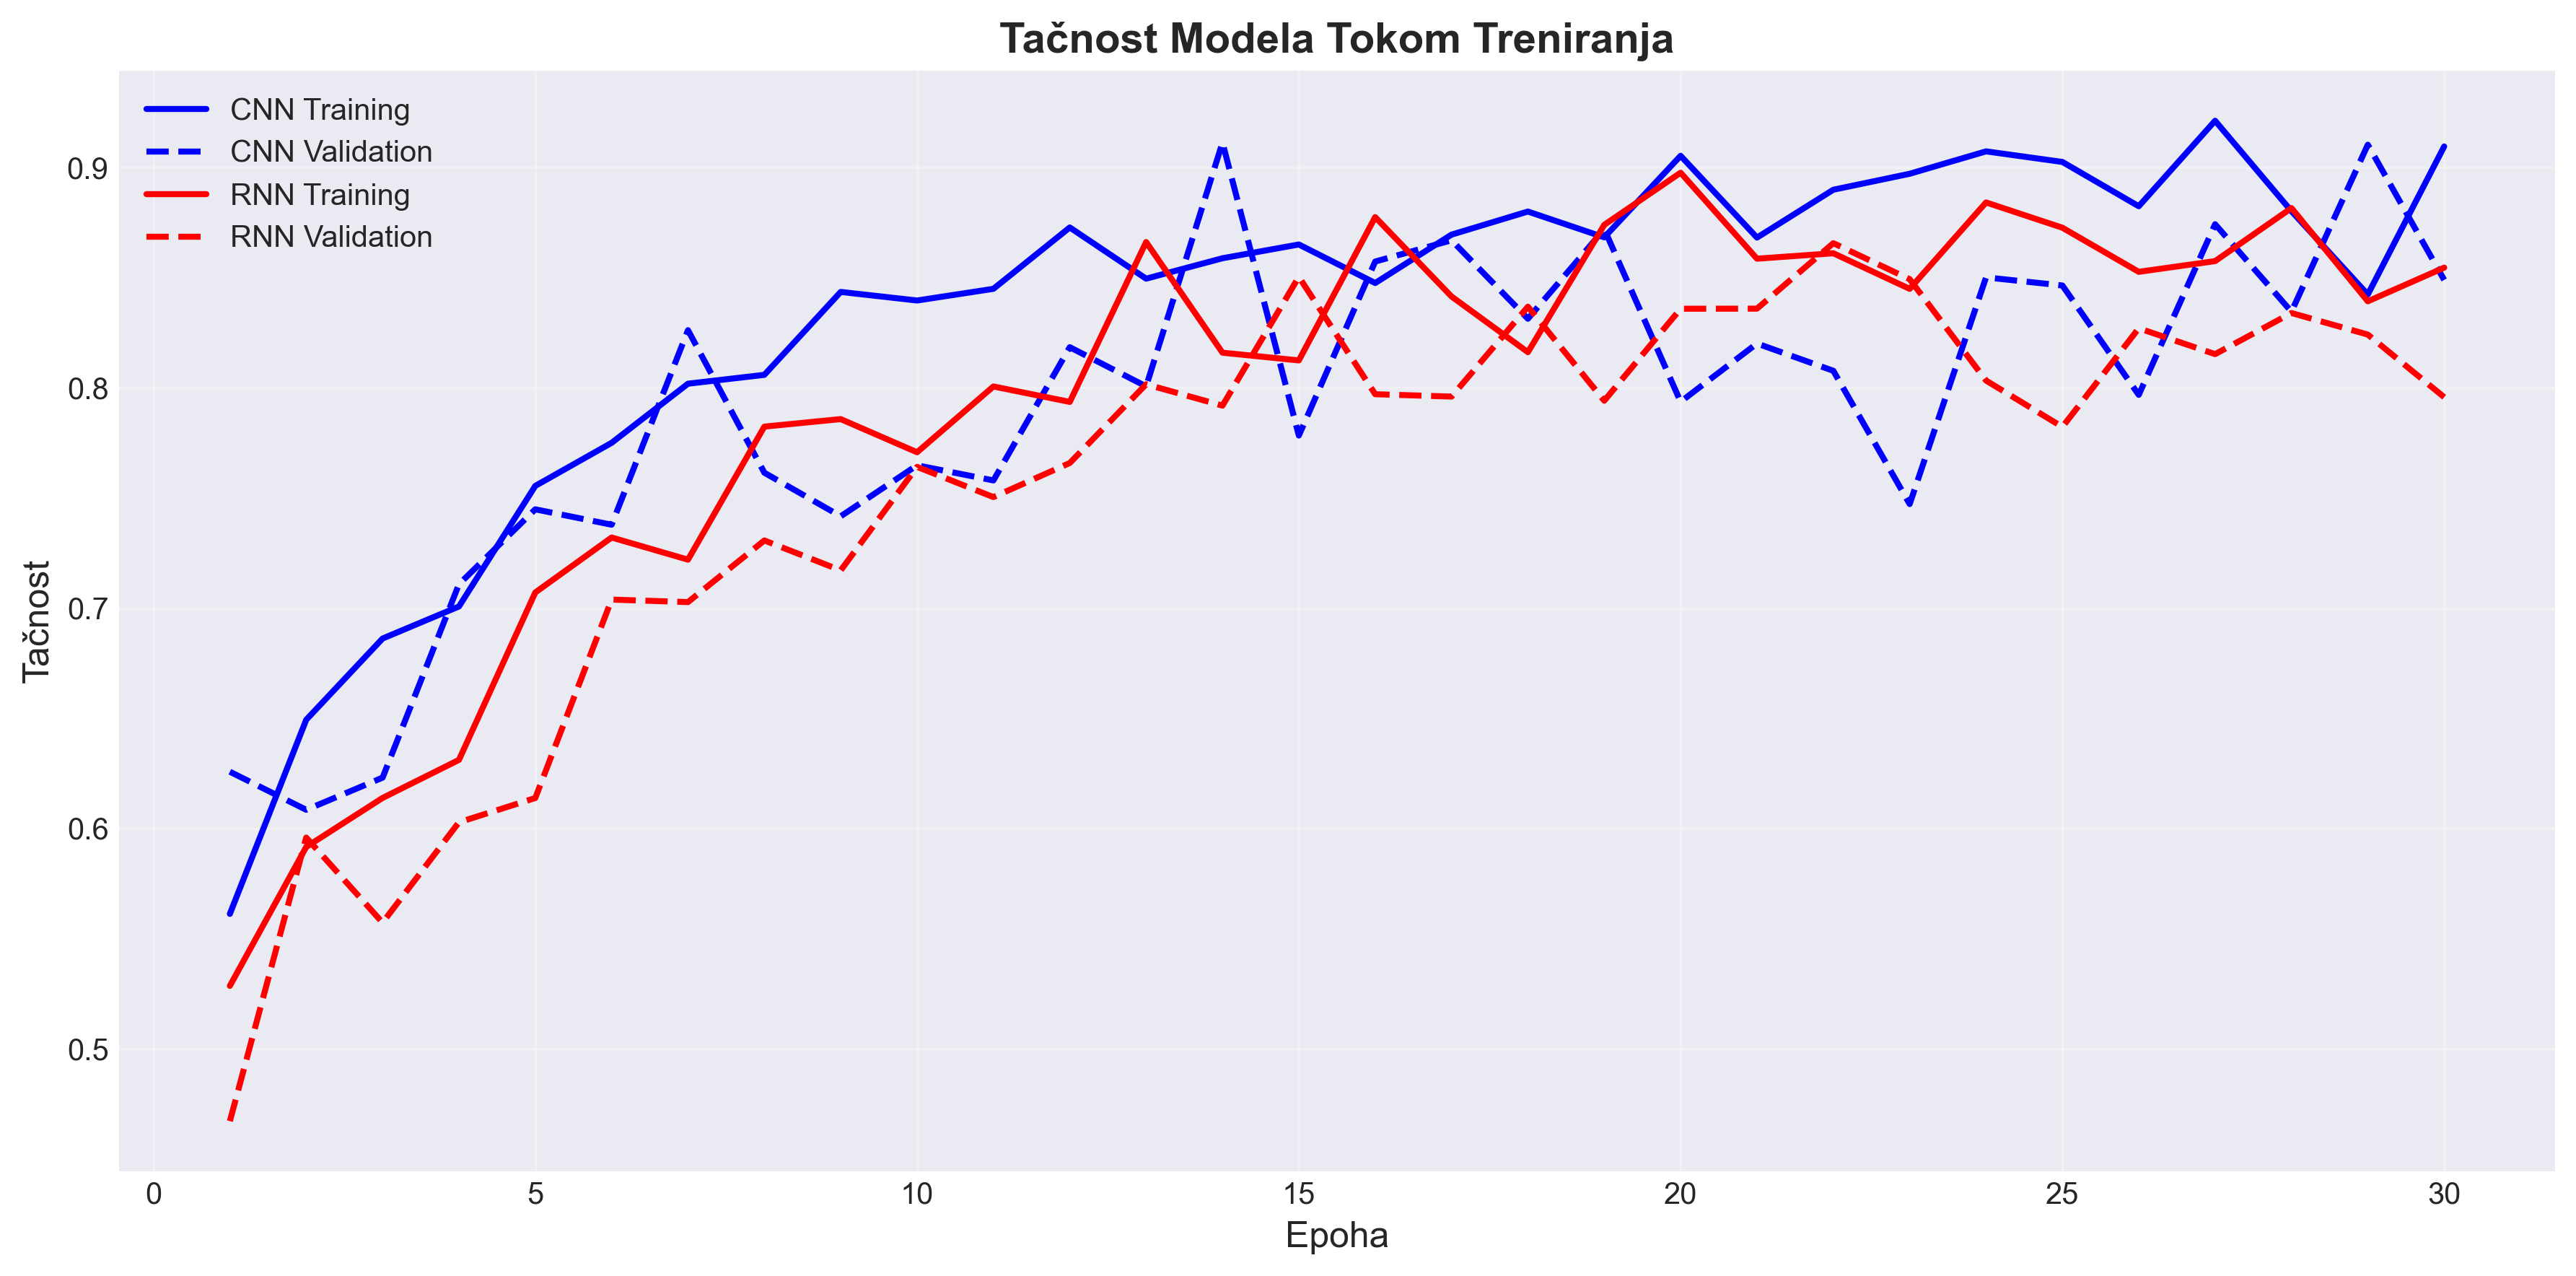 Tačnost Modela Tokom Treniranja
CNN Training
CNN Validation
RNN Training
RNN Validation
Tačnost
0.9
0.8
0.7
0.6
0.5
0 5 10 15 20 25 30
Epoha